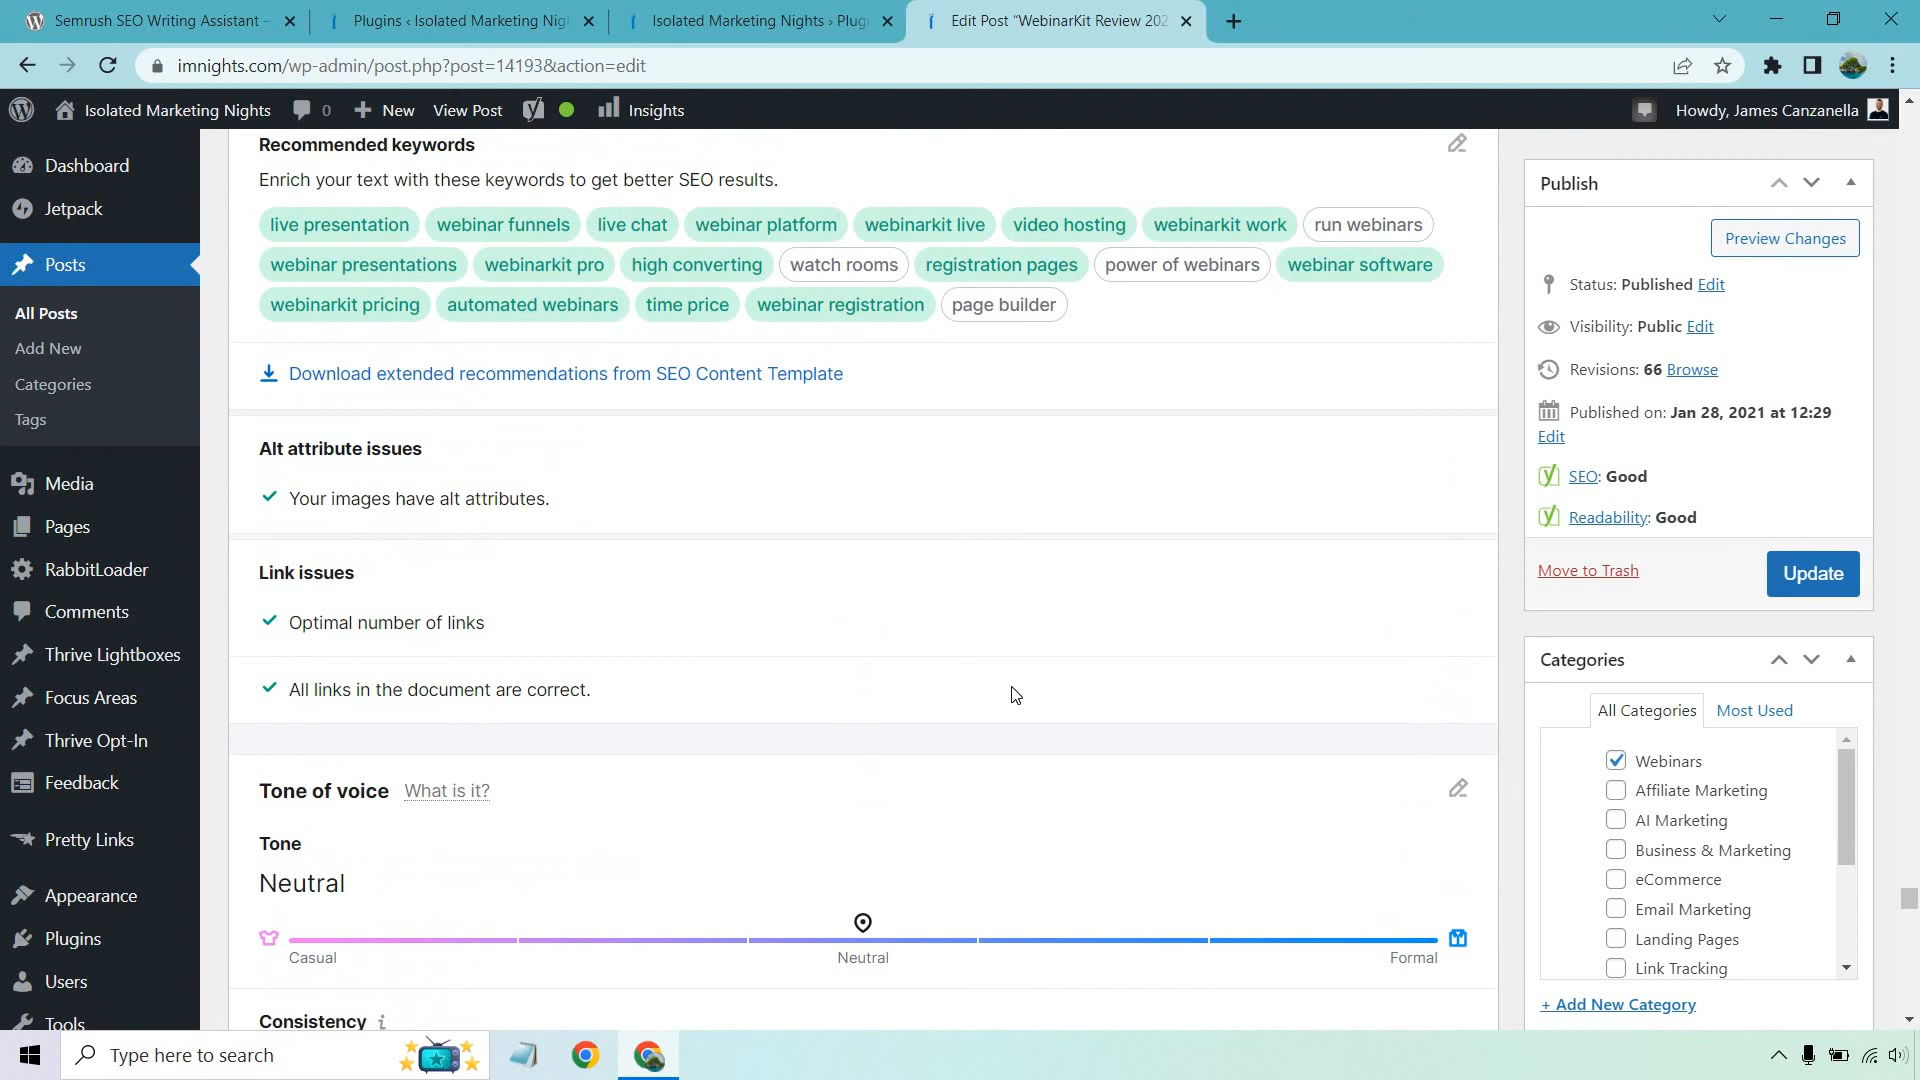 Semrush SEO Writing Assistant –
Plugins ‹ Isolated Marketing Nig
Isolated Marketing Nights › Plug
Edit Post “WebinarKit Review 202
imnights.com/wp-admin/post.php?post=14193&action=edit
Isolated Marketing Nights
0
New
View Post
Insights
Howdy, James Canzanella
Dashboard
Jetpack
Posts
All Posts
Add New
Categories
Tags
Media
Pages
RabbitLoader
Comments
Thrive Lightboxes
Focus Areas
Thrive Opt-In
Feedback
Pretty Links
Appearance
Plugins
Users
Tools
Recommended keywords
Enrich your text with these keywords to get better SEO results.
live presentation webinar funnels live chat webinar platform webinarkit live video hosting webinarkit work run webinars
webinar presentations webinarkit pro high converting watch rooms registration pages power of webinars webinar software
webinarkit pricing automated webinars time price webinar registration page builder
Download extended recommendations from SEO Content Template
Alt attribute issues
Your images have alt attributes.
Link issues
Optimal number of links
All links in the document are correct.
Tone of voice What is it?
Tone
Neutral
Casual Neutral Formal
Consistency i
Publish
Preview Changes
Status: Published Edit
Visibility: Public Edit
Revisions: 66 Browse
Published on: Jan 28, 2021 at 12:29
Edit
SEO: Good
Readability: Good
Move to Trash
Update
Categories
All Categories Most Used
Webinars
Affiliate Marketing
AI Marketing
Business & Marketing
eCommerce
Email Marketing
Landing Pages
Link Tracking
+ Add New Category
Type here to search